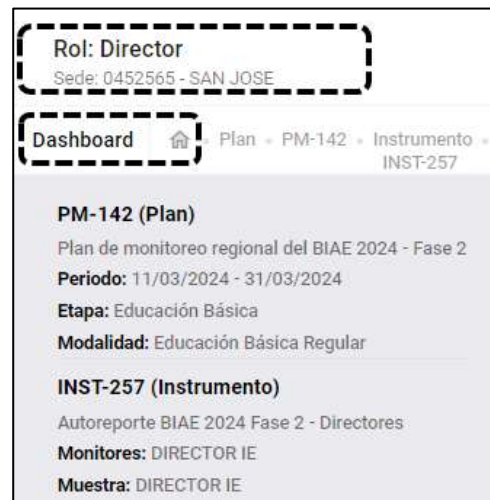 Rol: Director
Sede: 0452565 - SAN JOSE
Dashboard Plan PM-142 Instrumento
INST-257
PM-142 (Plan)
Plan de monitoreo regional del BIAE 2024 - Fase 2
Periodo: 11/03/2024 - 31/03/2024
Etapa: Educación Básica
Modalidad: Educación Básica Regular
INST-257 (Instrumento)
Autoreporte BIAE 2024 Fase 2 - Directores
Monitores: DIRECTOR IE
Muestra: DIRECTOR IE